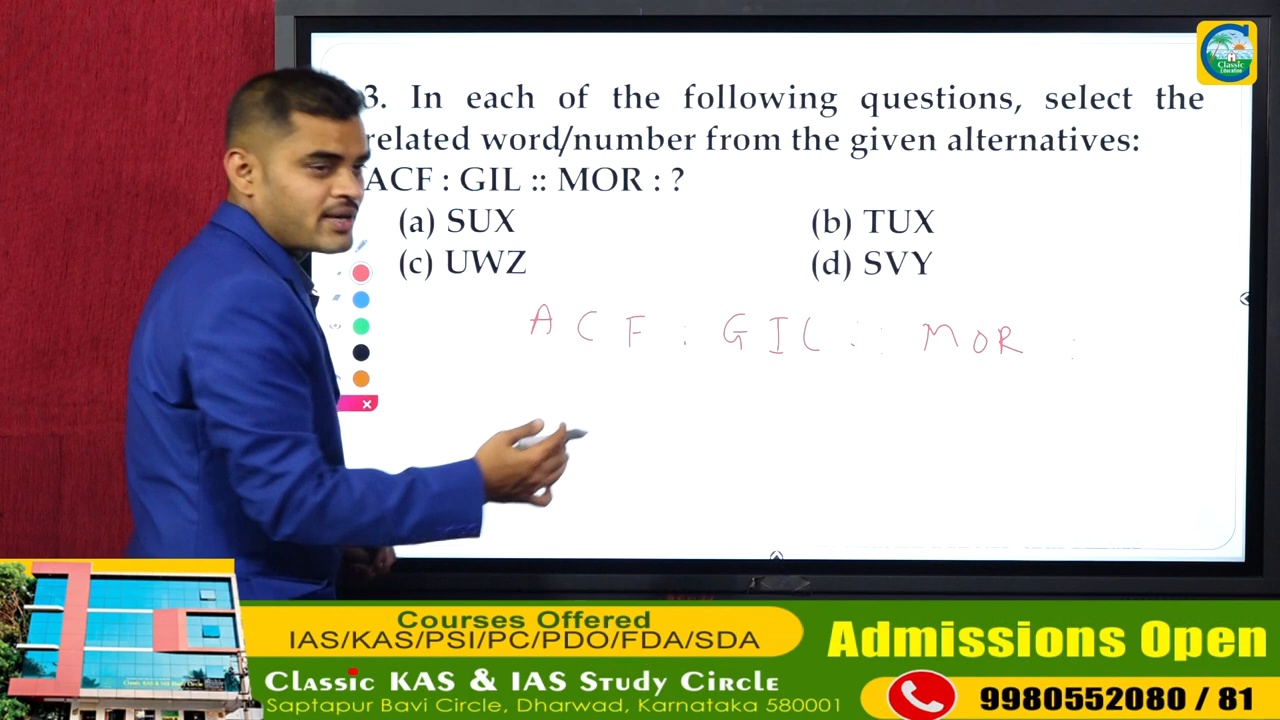 Classic
Education
3. In each of the following questions, select the
related word/number from the given alternatives:
ACF : GIL :: MOR : ?
(a) SUX (b) TUX
(c) UWZ (d) SVY
A C F : G I L :: M O R :
Courses Offered
IAS/KAS/PSI/PC/PDO/FDA/SDA
Classic KAS & IAS Study Circle
Saptapur Bavi Circle, Dharwad, Karnataka 580001
Admissions Open
9980552080 / 81